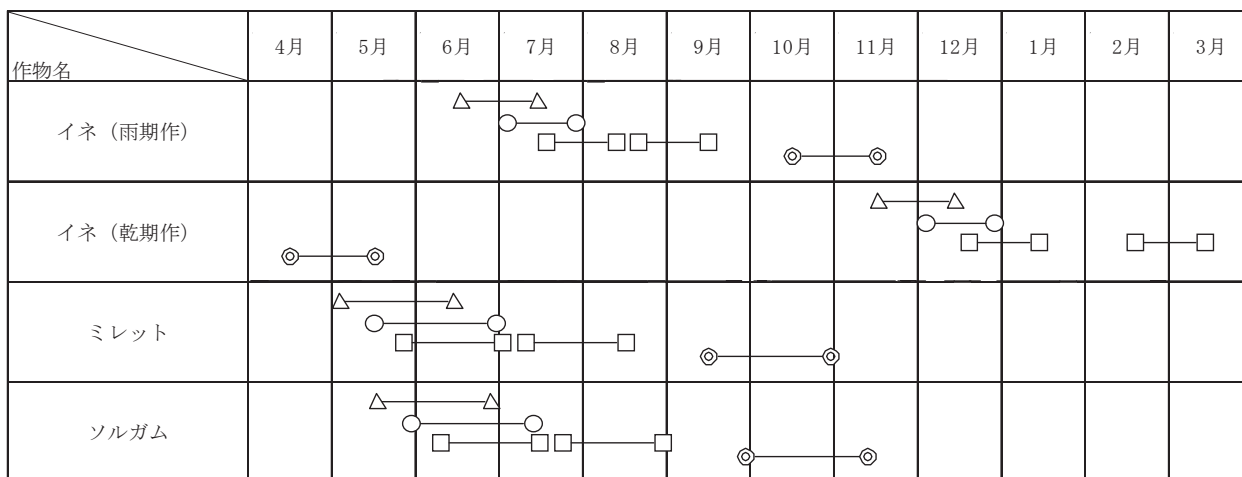 4月 5月 6月 7月 8月 9月 10月 11月 12月 1月 2月 3月
作物名
イネ（雨期作）
イネ（乾期作）
ミレット
ソルガム